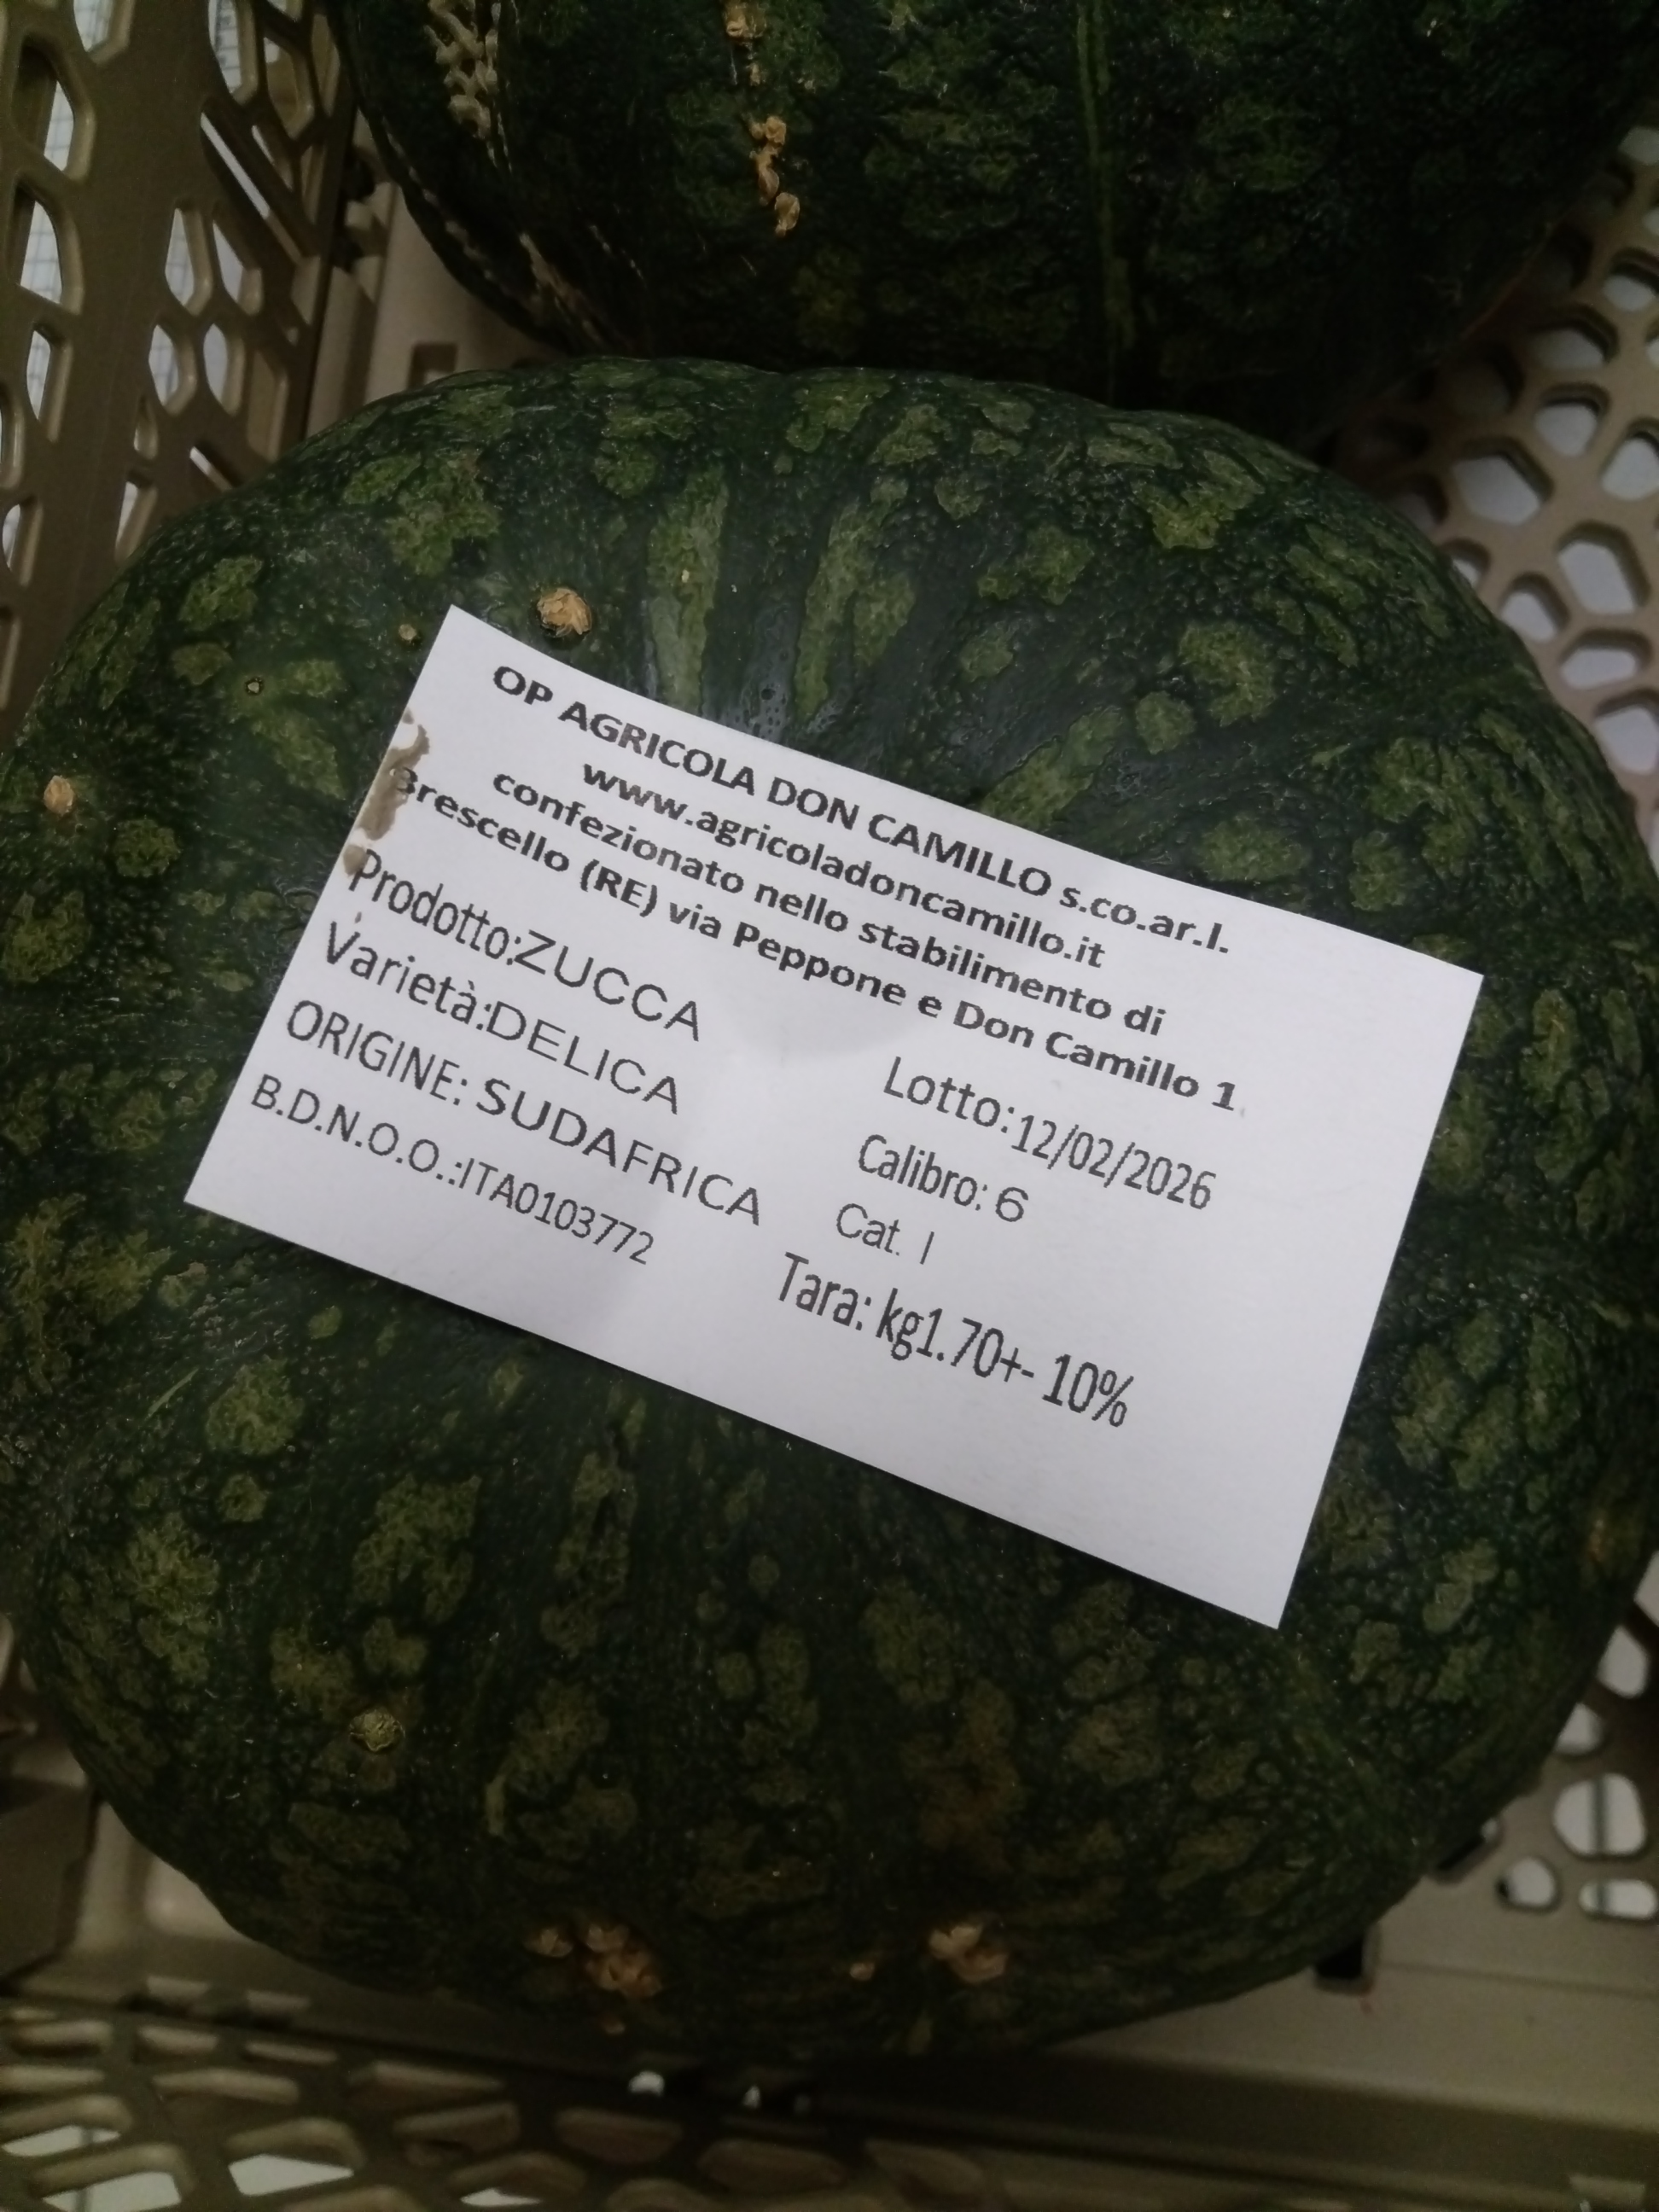 OP AGRICOLA DON CAMILLO s.co.ar.l.
www.agricoladoncamillo.it
confezionato nello stabilimento di
Brescello (RE) via Peppone e Don Camillo 1
Prodotto:ZUCCA
Varietà:DELICA
ORIGINE: SUDAFRICA
B.D.N.O.O.:ITA0103772
Lotto:12/02/2026
Calibro: 6
Cat. I
Tara: kg1.70+- 10%